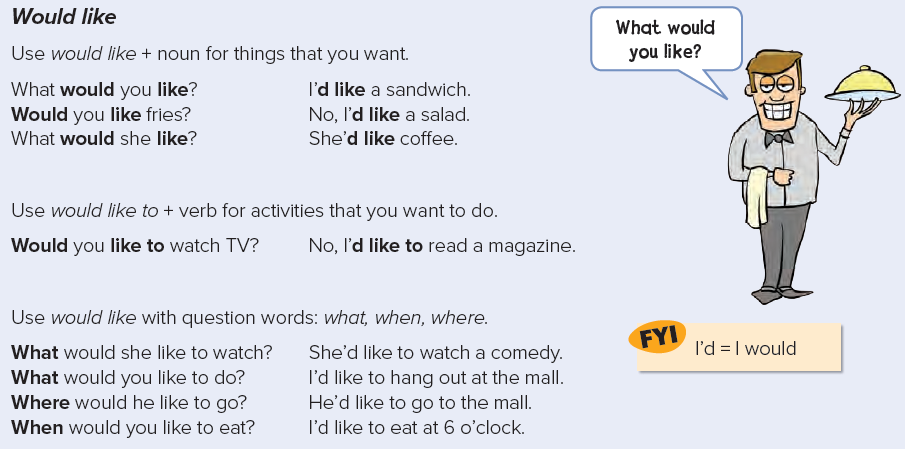 Would like
What would
you like?
Use would like + noun for things that you want.
What would you like? I'd like a sandwich.
Would you like fries? No, I'd like a salad.
What would she like? She'd like coffee.
Use would like to + verb for activities that you want to do.
Would you like to watch TV? No, I'd like to read a magazine.
Use would like with question words: what, when, where.
What would she like to watch? She'd like to watch a comedy.
What would you like to do? I'd like to hang out at the mall.
Where would he like to go? He'd like to go to the mall.
When would you like to eat? I'd like to eat at 6 o'clock.
FYI I'd = I would